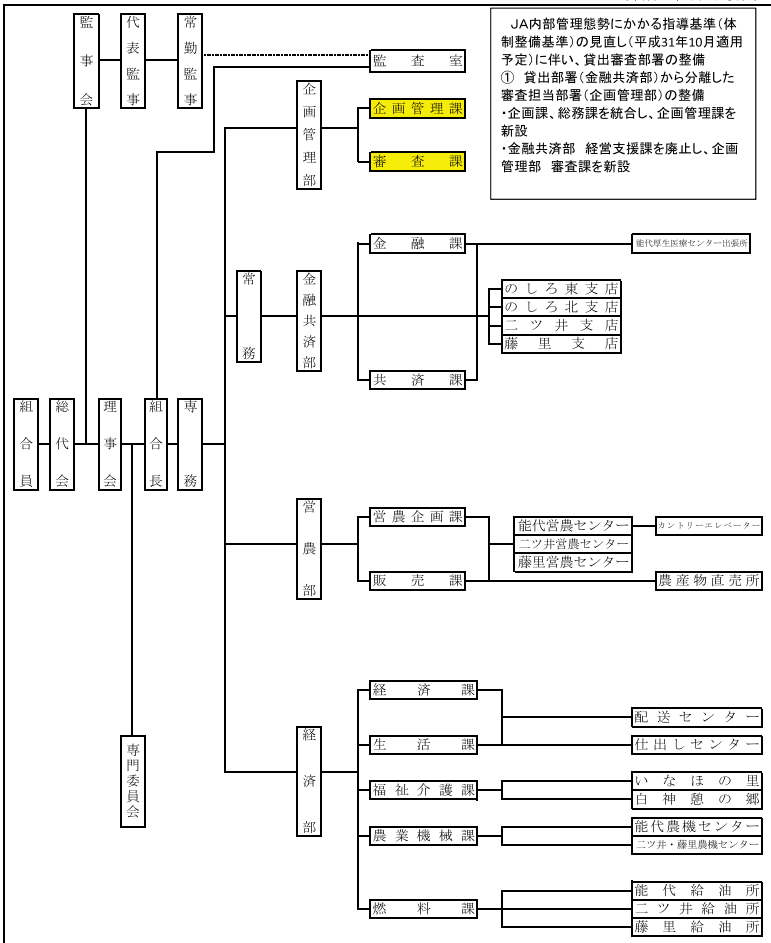 監事会
代表監事
常勤監事
監査室
JA内部管理態勢にかかる指導基準(体
制整備基準)の見直し(平成31年10月適用
予定)に伴い、貸出審査部署の整備
① 貸出部署(金融共済部)から分離した
審査担当部署(企画管理部)の整備
・企画課、総務課を統合し、企画管理課を
新設
・金融共済部 経営支援課を廃止し、企画
管理部 審査課を新設
企画管理部
企画管理課
審査課
常務
金融共済部
金融課
能代厚生医療センター出張所
のしろ東支店
のしろ北支店
二ツ井支店
藤里支店
共済課
組合員
総代会
理事会
組合長
専務
営農部
営農企画課
能代営農センター
カントリーエレベーター
二ツ井営農センター
藤里営農センター
販売課
農産物直売所
専門委員会
経済部
経済課
配送センター
生活課
仕出しセンター
福祉介護課
いなほの里
白神憩の郷
農業機械課
能代農機センター
二ツ井・藤里農機センター
燃料課
能代給油所
二ツ井給油所
藤里給油所